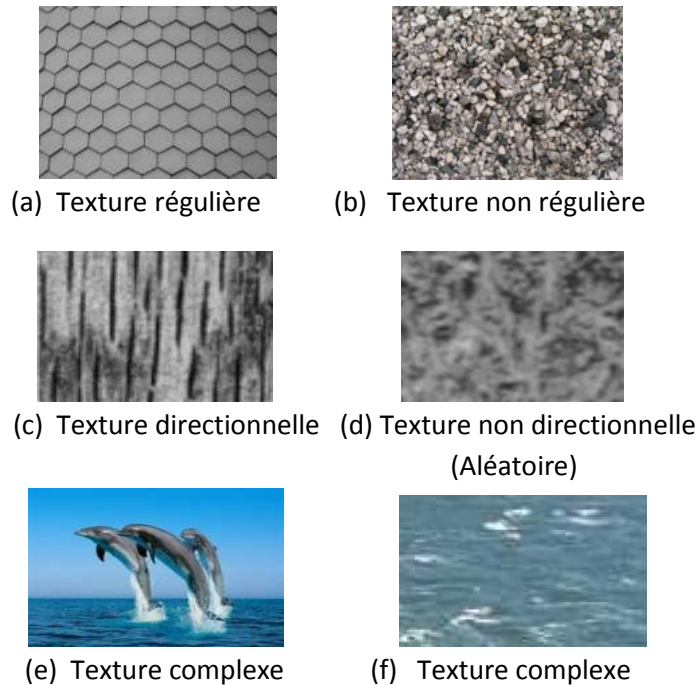 (a) Texture régulière
(b) Texture non régulière
(c) Texture directionnelle
(d) Texture non directionnelle
(Aléatoire)
(e) Texture complexe
(f) Texture complexe